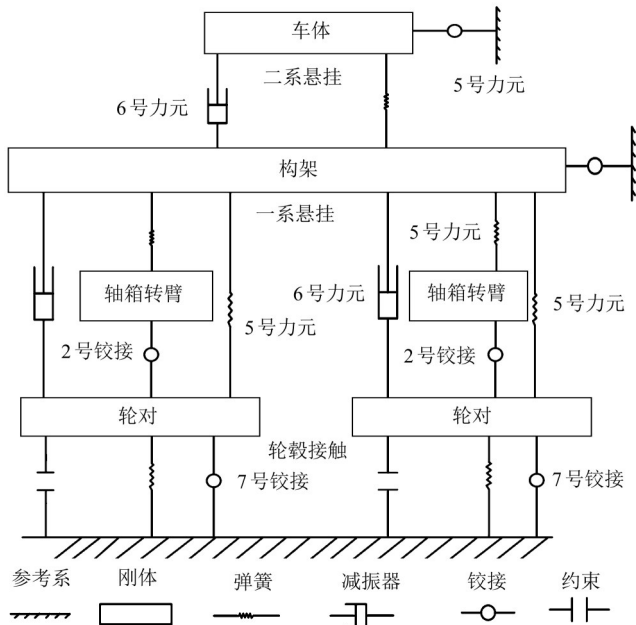 车体
二系悬挂
5号力元
6号力元
构架
一系悬挂
5号力元
轴箱转臂
6号力元
轴箱转臂
5号力元
5号力元
2号铰接
2号铰接
轮对
轮对
轮毂接触
7号铰接
7号铰接
参考系
刚体
弹簧
减振器
铰接
约束